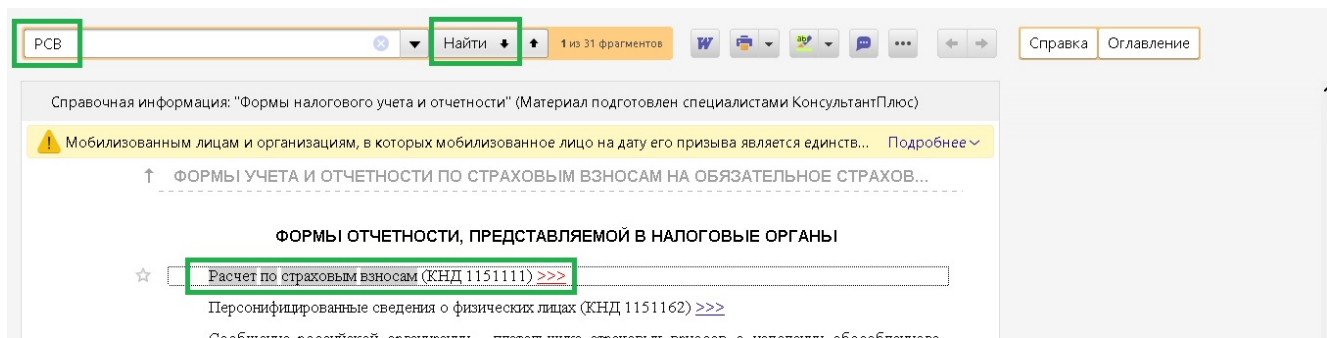 РСВ
Найти
1 из 31 фрагментов
W
Справка
Оглавление
Справочная информация: "Формы налогового учета и отчетности" (Материал подготовлен специалистами КонсультантПлюс)
Мобилизованным лицам и организациям, в которых мобилизованное лицо на дату его призыва является единств... Подробнее
ФОРМЫ УЧЕТА И ОТЧЕТНОСТИ ПО СТРАХОВЫМ ВЗНОСАМ НА ОБЯЗАТЕЛЬНОЕ СТРАХОВ...
ФОРМЫ ОТЧЕТНОСТИ, ПРЕДСТАВЛЯЕМОЙ В НАЛОГОВЫЕ ОРГАНЫ
Расчет по страховым взносам (КНД 1151111) >>>
Персонифицированные сведения о физических лицах (КНД 1151162) >>>